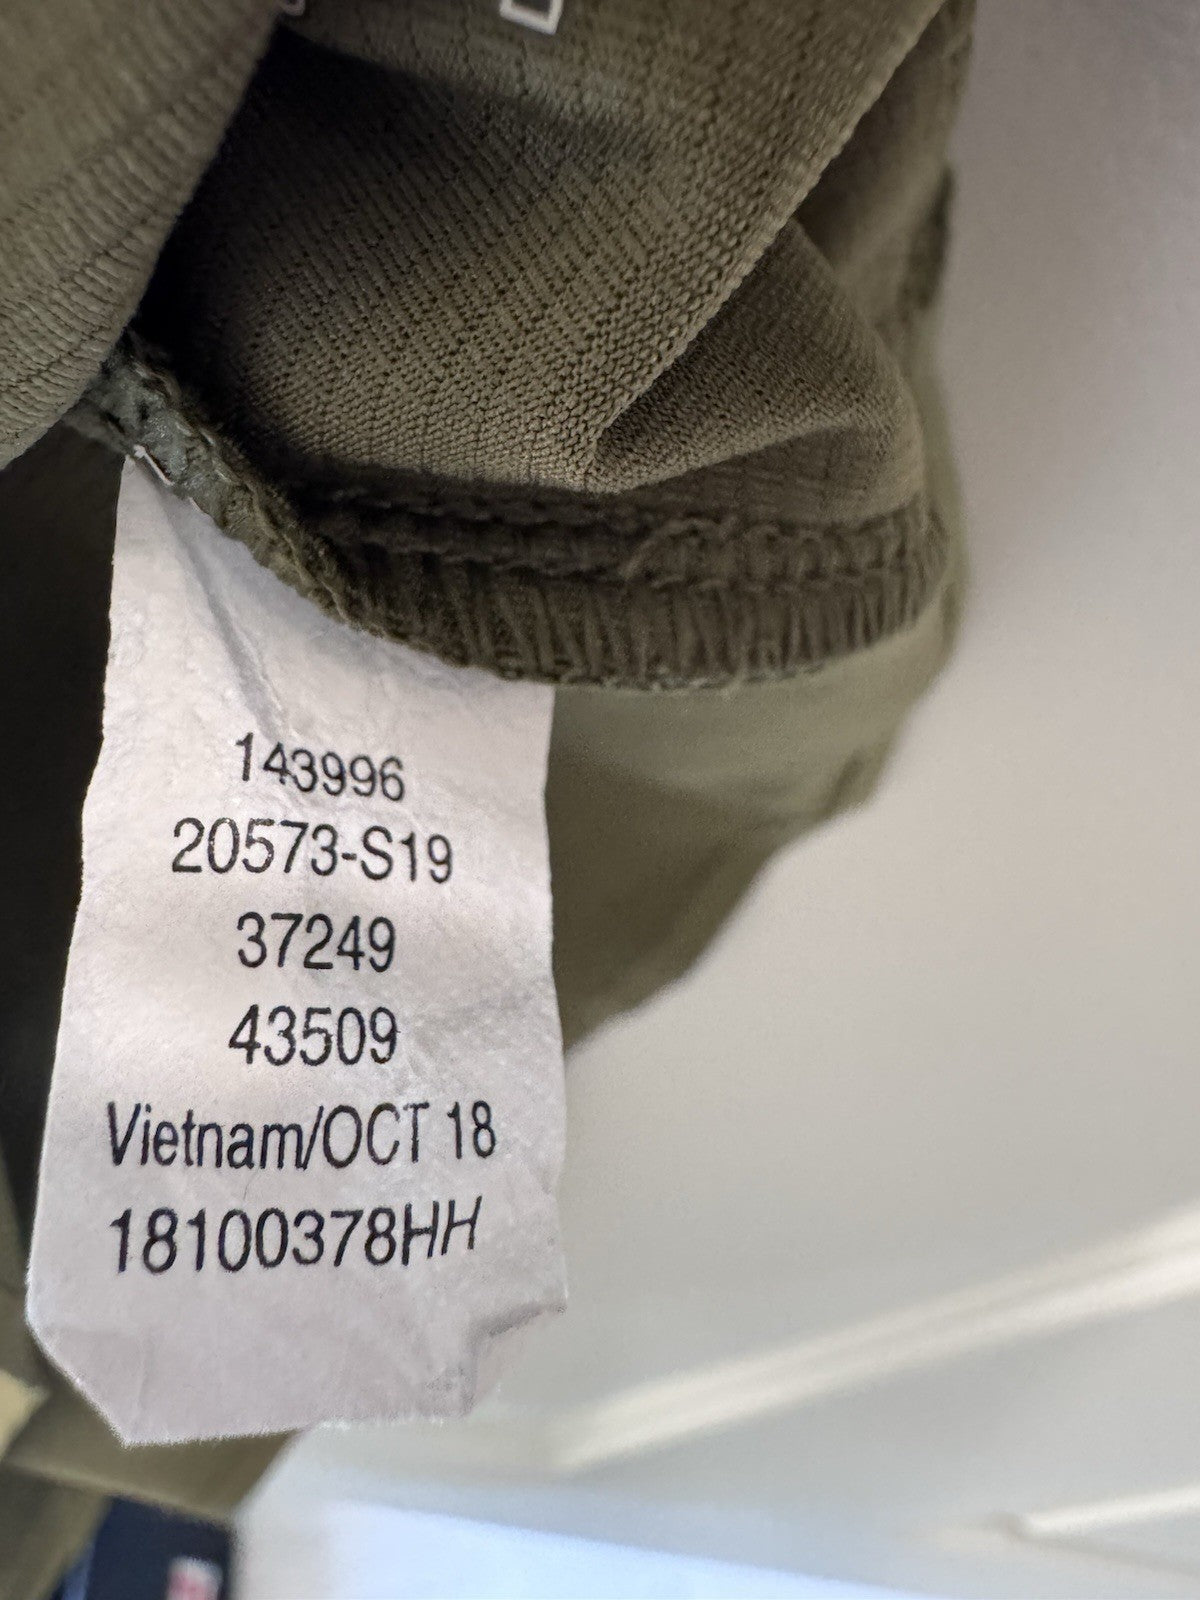 143996
20573-S19
37249
43509
Vietnam/OCT 18
18100378HH